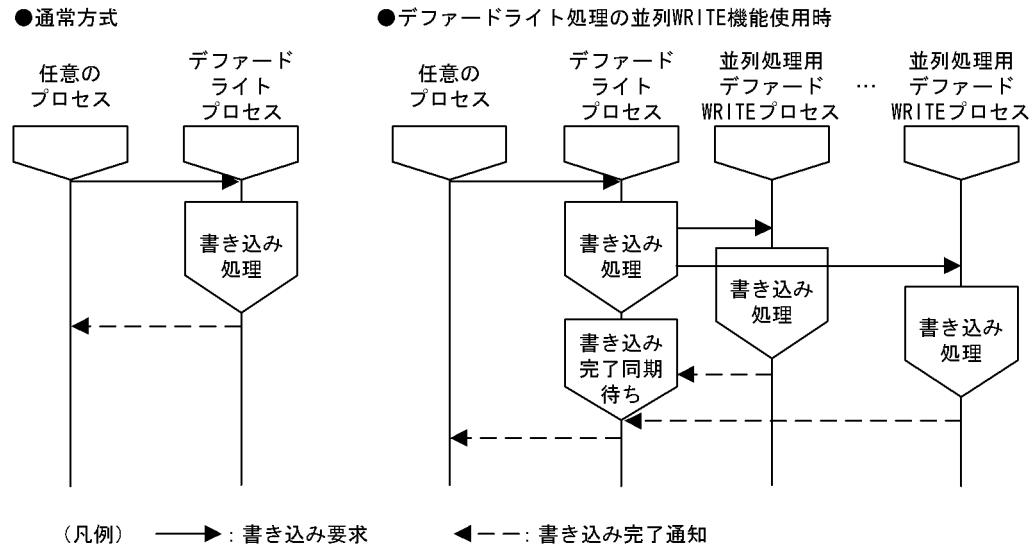 ●通常方式
●デファードライト処理の並列WRITE機能使用時
任意の
プロセス
デファード
ライト
プロセス
任意の
プロセス
デファード
ライト
プロセス
並列処理用
デファード
WRITEプロセス
…
並列処理用
デファード
WRITEプロセス
書き込み
処理
書き込み
処理
書き込み
完了同期
待ち
書き込み
処理
書き込み
処理
(凡例)
:書き込み要求
:書き込み完了通知